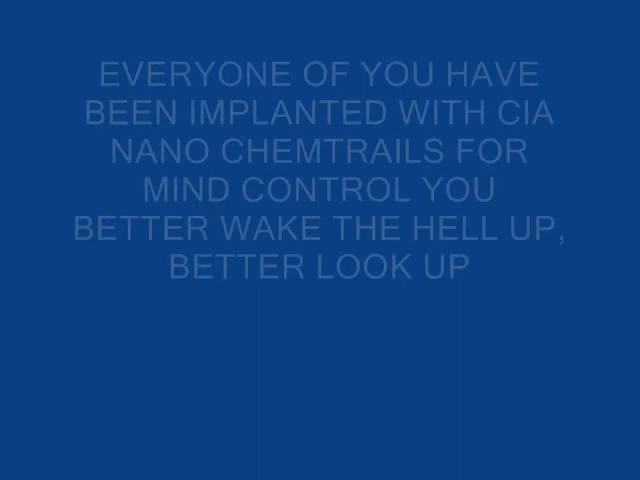 EVERYONE OF YOU HAVE
BEEN IMPLANTED WITH CIA
NANO CHEMTRAILS FOR
MIND CONTROL YOU
BETTER WAKE THE HELL UP,
BETTER LOOK UP